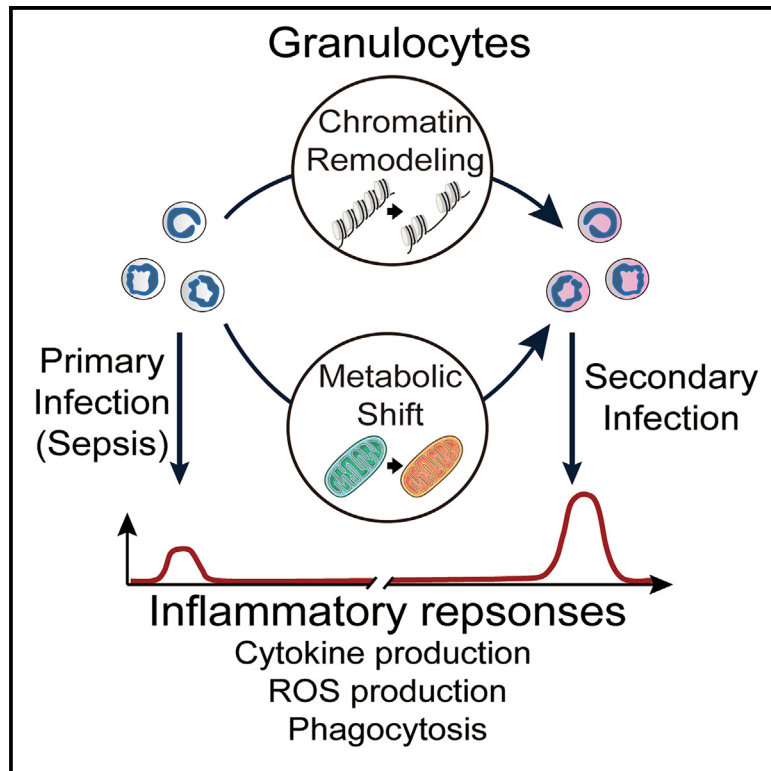 Granulocytes
Chromatin
Remodeling
Primary
Infection
(Sepsis)
Metabolic
Shift
Secondary
Infection
Inflammatory repsonses
Cytokine production
ROS production
Phagocytosis